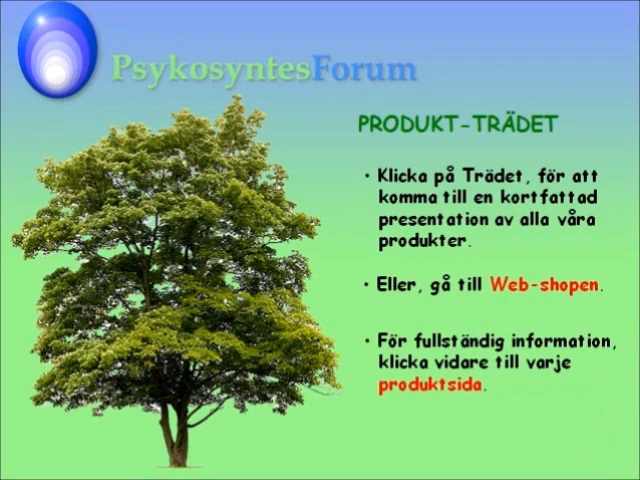 PsykosyntesForum
PRODUKT-TRÄDET
• Klicka på Trädet, för att
komma till en kortfattad
presentation av alla våra
produkter.
• Eller, gå till Web-shopen.
• För fullständig information,
klicka vidare till varje
produktsida.